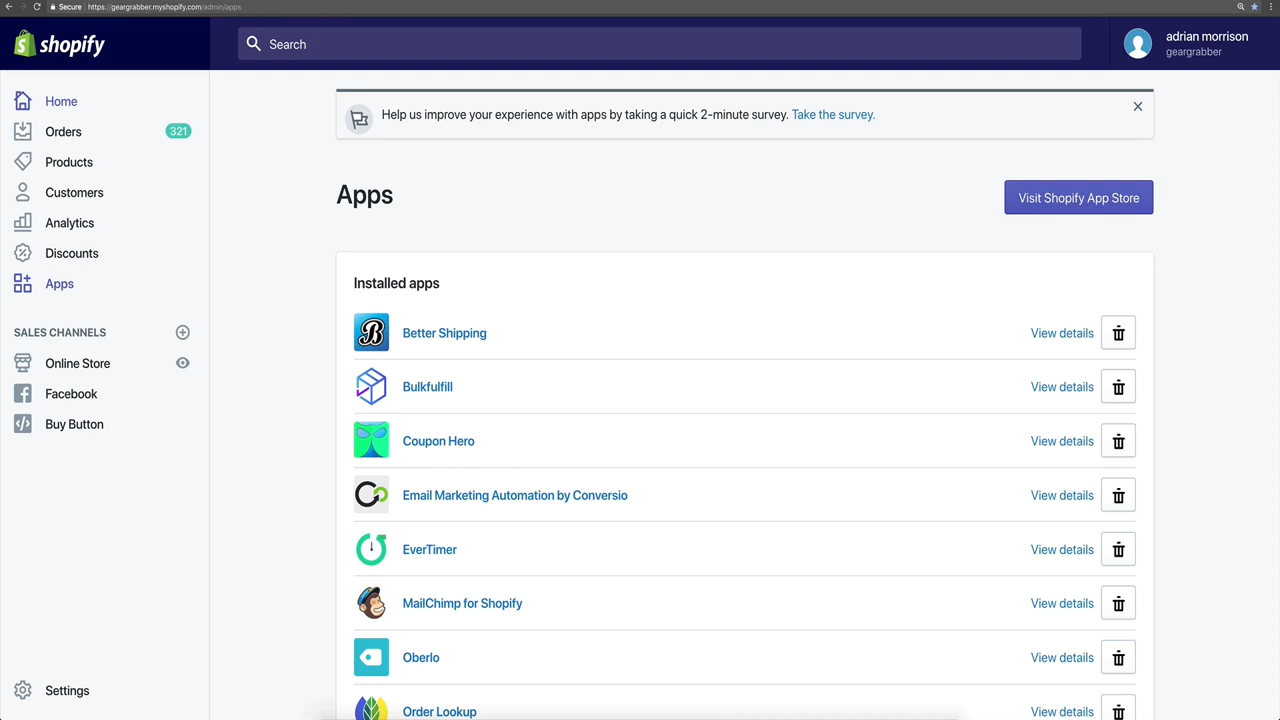 Secure https://geargrabber.myshopify.com/admin/apps
shopify
Search
adrian morrison
geargrabber
Home
Orders 321
Products
Customers
Analytics
Discounts
Apps
SALES CHANNELS
Online Store
Facebook
Buy Button
Settings
Help us improve your experience with apps by taking a quick 2-minute survey. Take the survey.
Apps
Visit Shopify App Store
Installed apps
Better Shipping View details
Bulkfulfill View details
Coupon Hero View details
Email Marketing Automation by Conversio View details
EverTimer View details
MailChimp for Shopify View details
Oberlo View details
Order Lookup View details